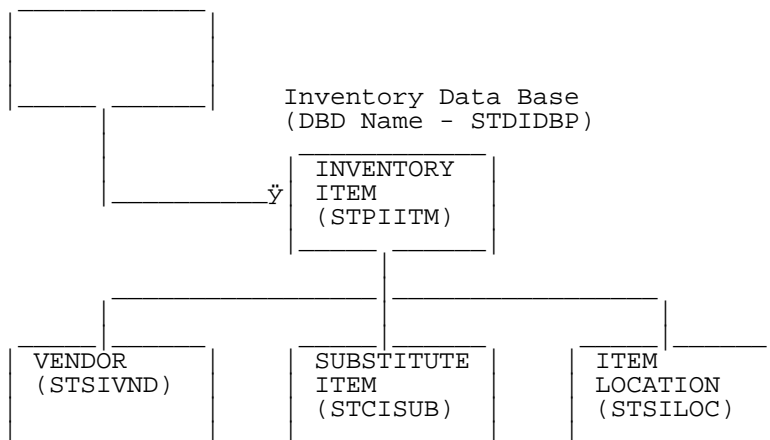 Inventory Data Base
(DBD Name - STDIDBP)
INVENTORY
ÿ ITEM
(STPIITM)
VENDOR
(STSIVND)
SUBSTITUTE
ITEM
(STCISUB)
ITEM
LOCATION
(STSILOC)